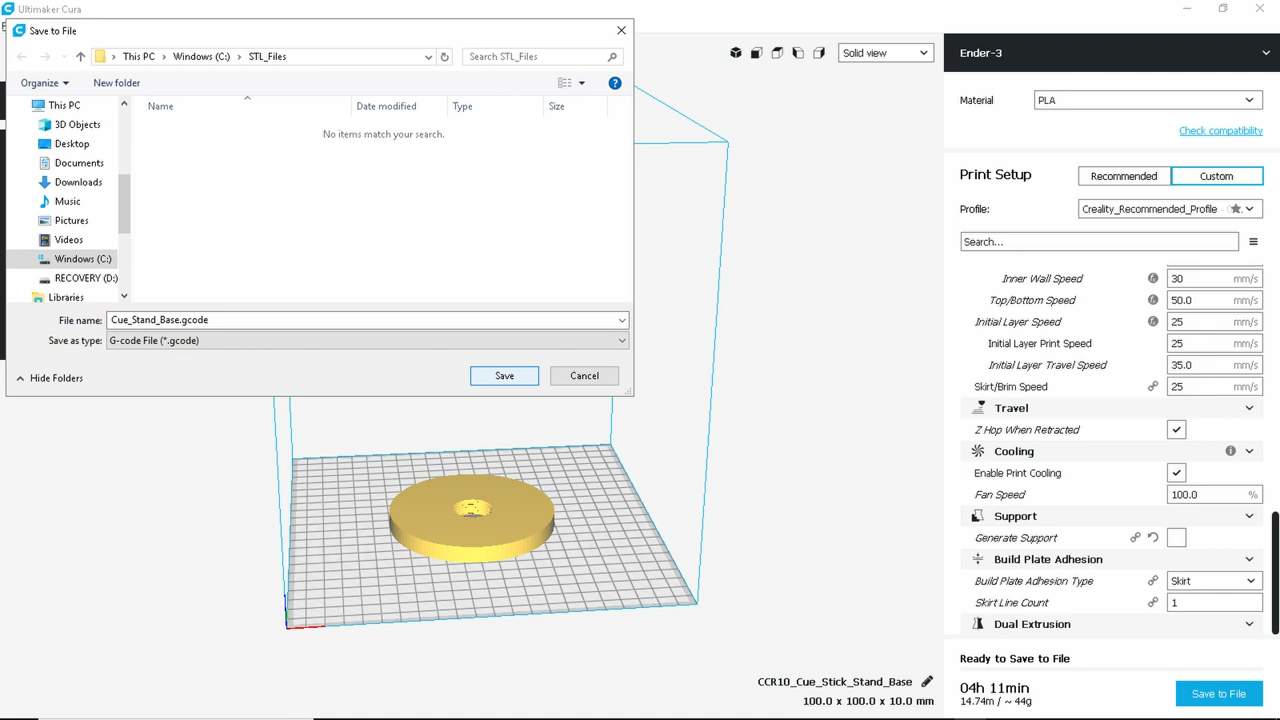 Ultimaker Cura
Save to File
This PC
Windows (C:)
STL_Files
Search STL_Files
Organize
New folder
?
This PC
3D Objects
Desktop
Documents
Downloads
Music
Pictures
Videos
Windows (C:)
RECOVERY (D:)
Libraries
Name
Date modified
Type
Size
No items match your search.
File name:
Cue_Stand_Base.gcode
Save as type:
G-code File (*.gcode)
Hide Folders
Save
Cancel
Solid view
CCR10_Cue_Stick_Stand_Base
100.0 x 100.0 x 10.0 mm
Ender-3
Material
PLA
Check compatibility
Print Setup
Recommended
Custom
Profile:
Creality_Recommended_Profile
Search...
Inner Wall Speed
30 mm/s
Top/Bottom Speed
50.0 mm/s
Initial Layer Speed
25 mm/s
Initial Layer Print Speed
25 mm/s
Initial Layer Travel Speed
35.0 mm/s
Skirt/Brim Speed
25 mm/s
Travel
Z Hop When Retracted
Cooling
Enable Print Cooling
Fan Speed
100.0 %
Support
Generate Support
Build Plate Adhesion
Build Plate Adhesion Type
Skirt
Skirt Line Count
1
Dual Extrusion
Ready to Save to File
04h 11min
14.74m / ~ 44g
Save to File